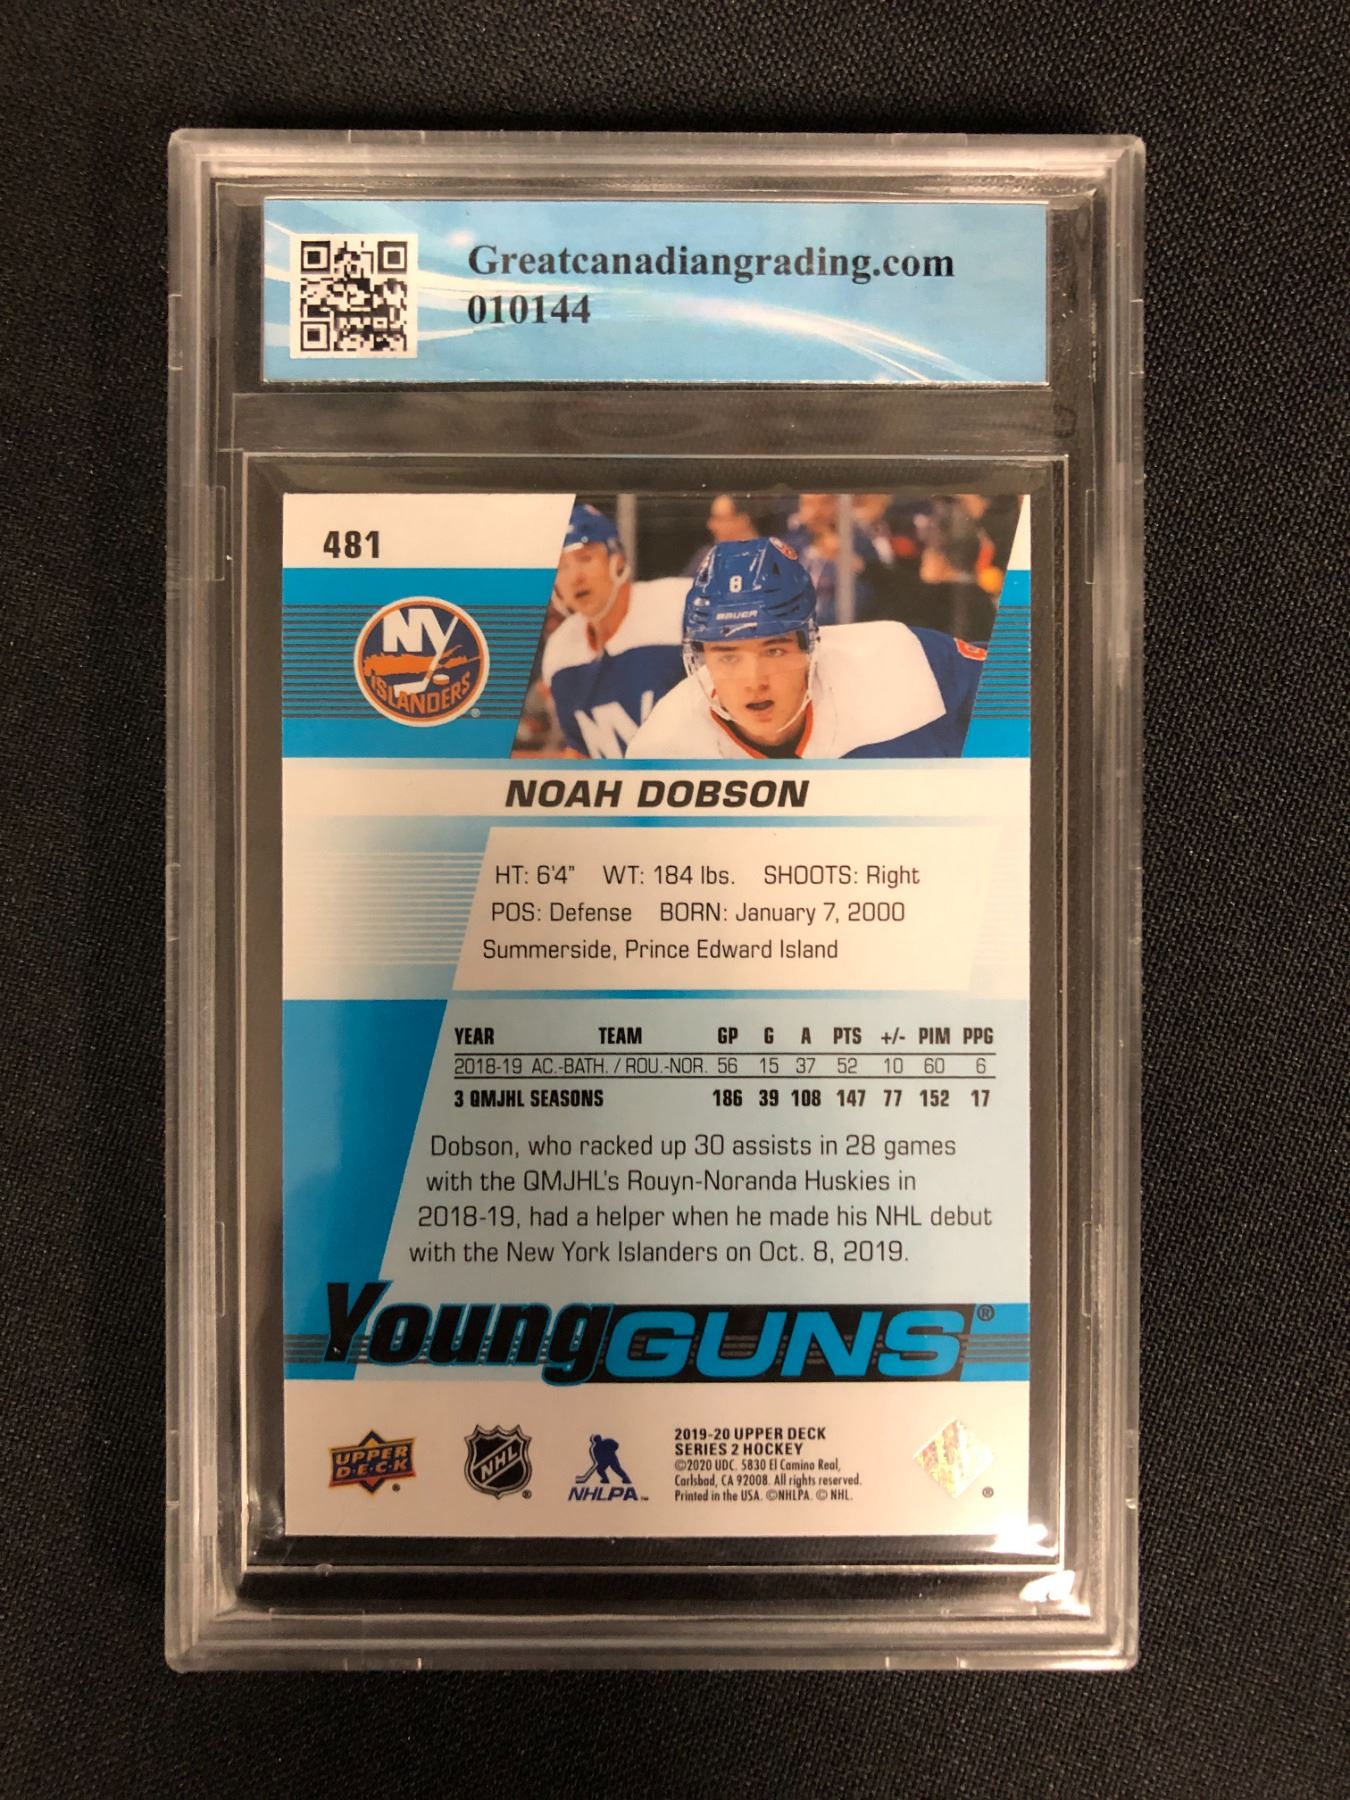 Greatcanadiangrading.com
010144
481
NY
ISLANDERS
8
BAUER
NY
NOAH DOBSON
HT: 6'4" WT: 184 lbs. SHOOTS: Right
POS: Defense BORN: January 7, 2000
Summerside, Prince Edward Island
YEAR TEAM GP G A PTS +/- PIM PPG
2018-19 AC.-BATH. / ROU.-NOR. 56 15 37 52 10 60 6
3 QMJHL SEASONS 186 39 108 147 77 152 17
Dobson, who racked up 30 assists in 28 games
with the QMJHL's Rouyn-Noranda Huskies in
2018-19, had a helper when he made his NHL debut
with the New York Islanders on Oct. 8, 2019.
Young GUNS®
UPPER
D•E•C•K®
NHL®
NHLPA™
2019-20 UPPER DECK
SERIES 2 HOCKEY
©2020 UDC. 5830 El Camino Real,
Carlsbad, CA 92008. All rights reserved.
Printed in the USA. ©NHLPA. © NHL.
®